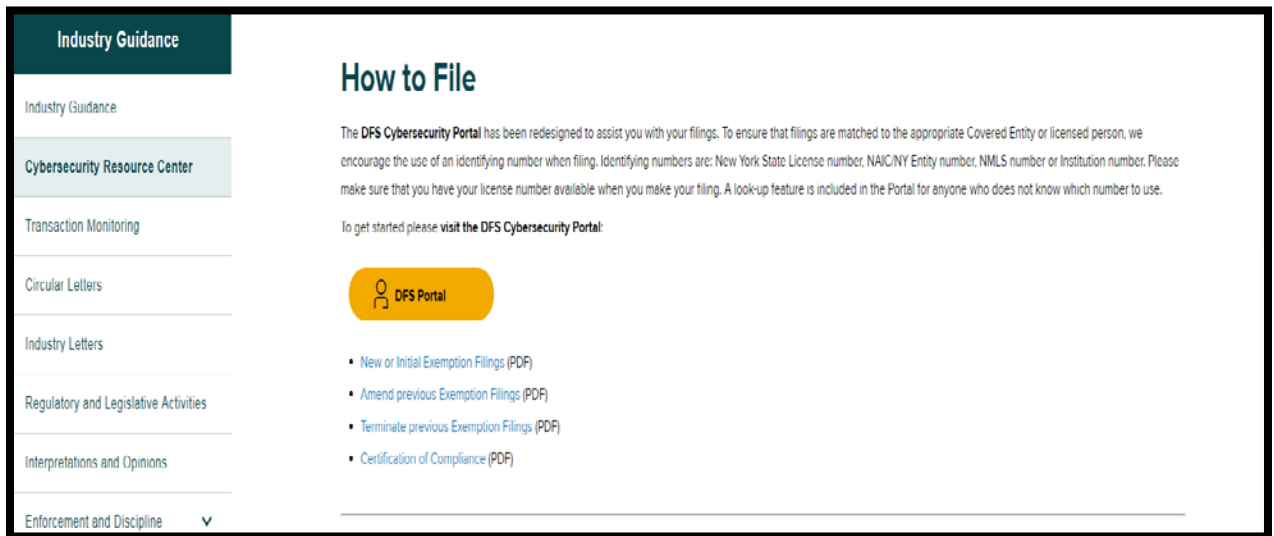 Industry Guidance
Industry Guidance
Cybersecurity Resource Center
Transaction Monitoring
Circular Letters
Industry Letters
Regulatory and Legislative Activities
Interpretations and Opinions
Enforcement and Discipline
How to File
The DFS Cybersecurity Portal has been redesigned to assist you with your filings. To ensure that filings are matched to the appropriate Covered Entity or licensed person, we
encourage the use of an identifying number when filing. Identifying numbers are: New York State License number, NAIC/NY Entity number, NMLS number or Institution number. Please
make sure that you have your license number available when you make your filing. A look-up feature is included in the Portal for anyone who does not know which number to use.
To get started please visit the DFS Cybersecurity Portal:
DFS Portal
• New or Initial Exemption Filings (PDF)
• Amend previous Exemption Filings (PDF)
• Terminate previous Exemption Filings (PDF)
• Certification of Compliance (PDF)